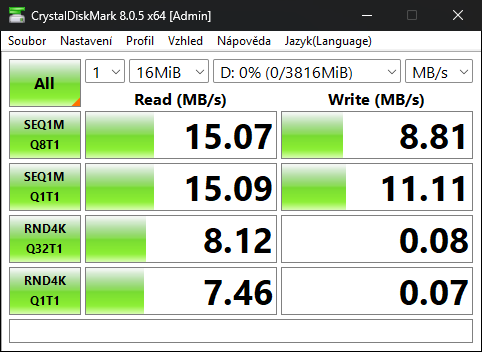 CrystalDiskMark 8.0.5 x64 [Admin]
Soubor Nastavení Profil Vzhled Nápověda Jazyk(Language)
All 1 16MiB D: 0% (0/3816MiB) MB/s
Read (MB/s) Write (MB/s)
SEQ1M
Q8T1 15.07 8.81
SEQ1M
Q1T1 15.09 11.11
RND4K
Q32T1 8.12 0.08
RND4K
Q1T1 7.46 0.07